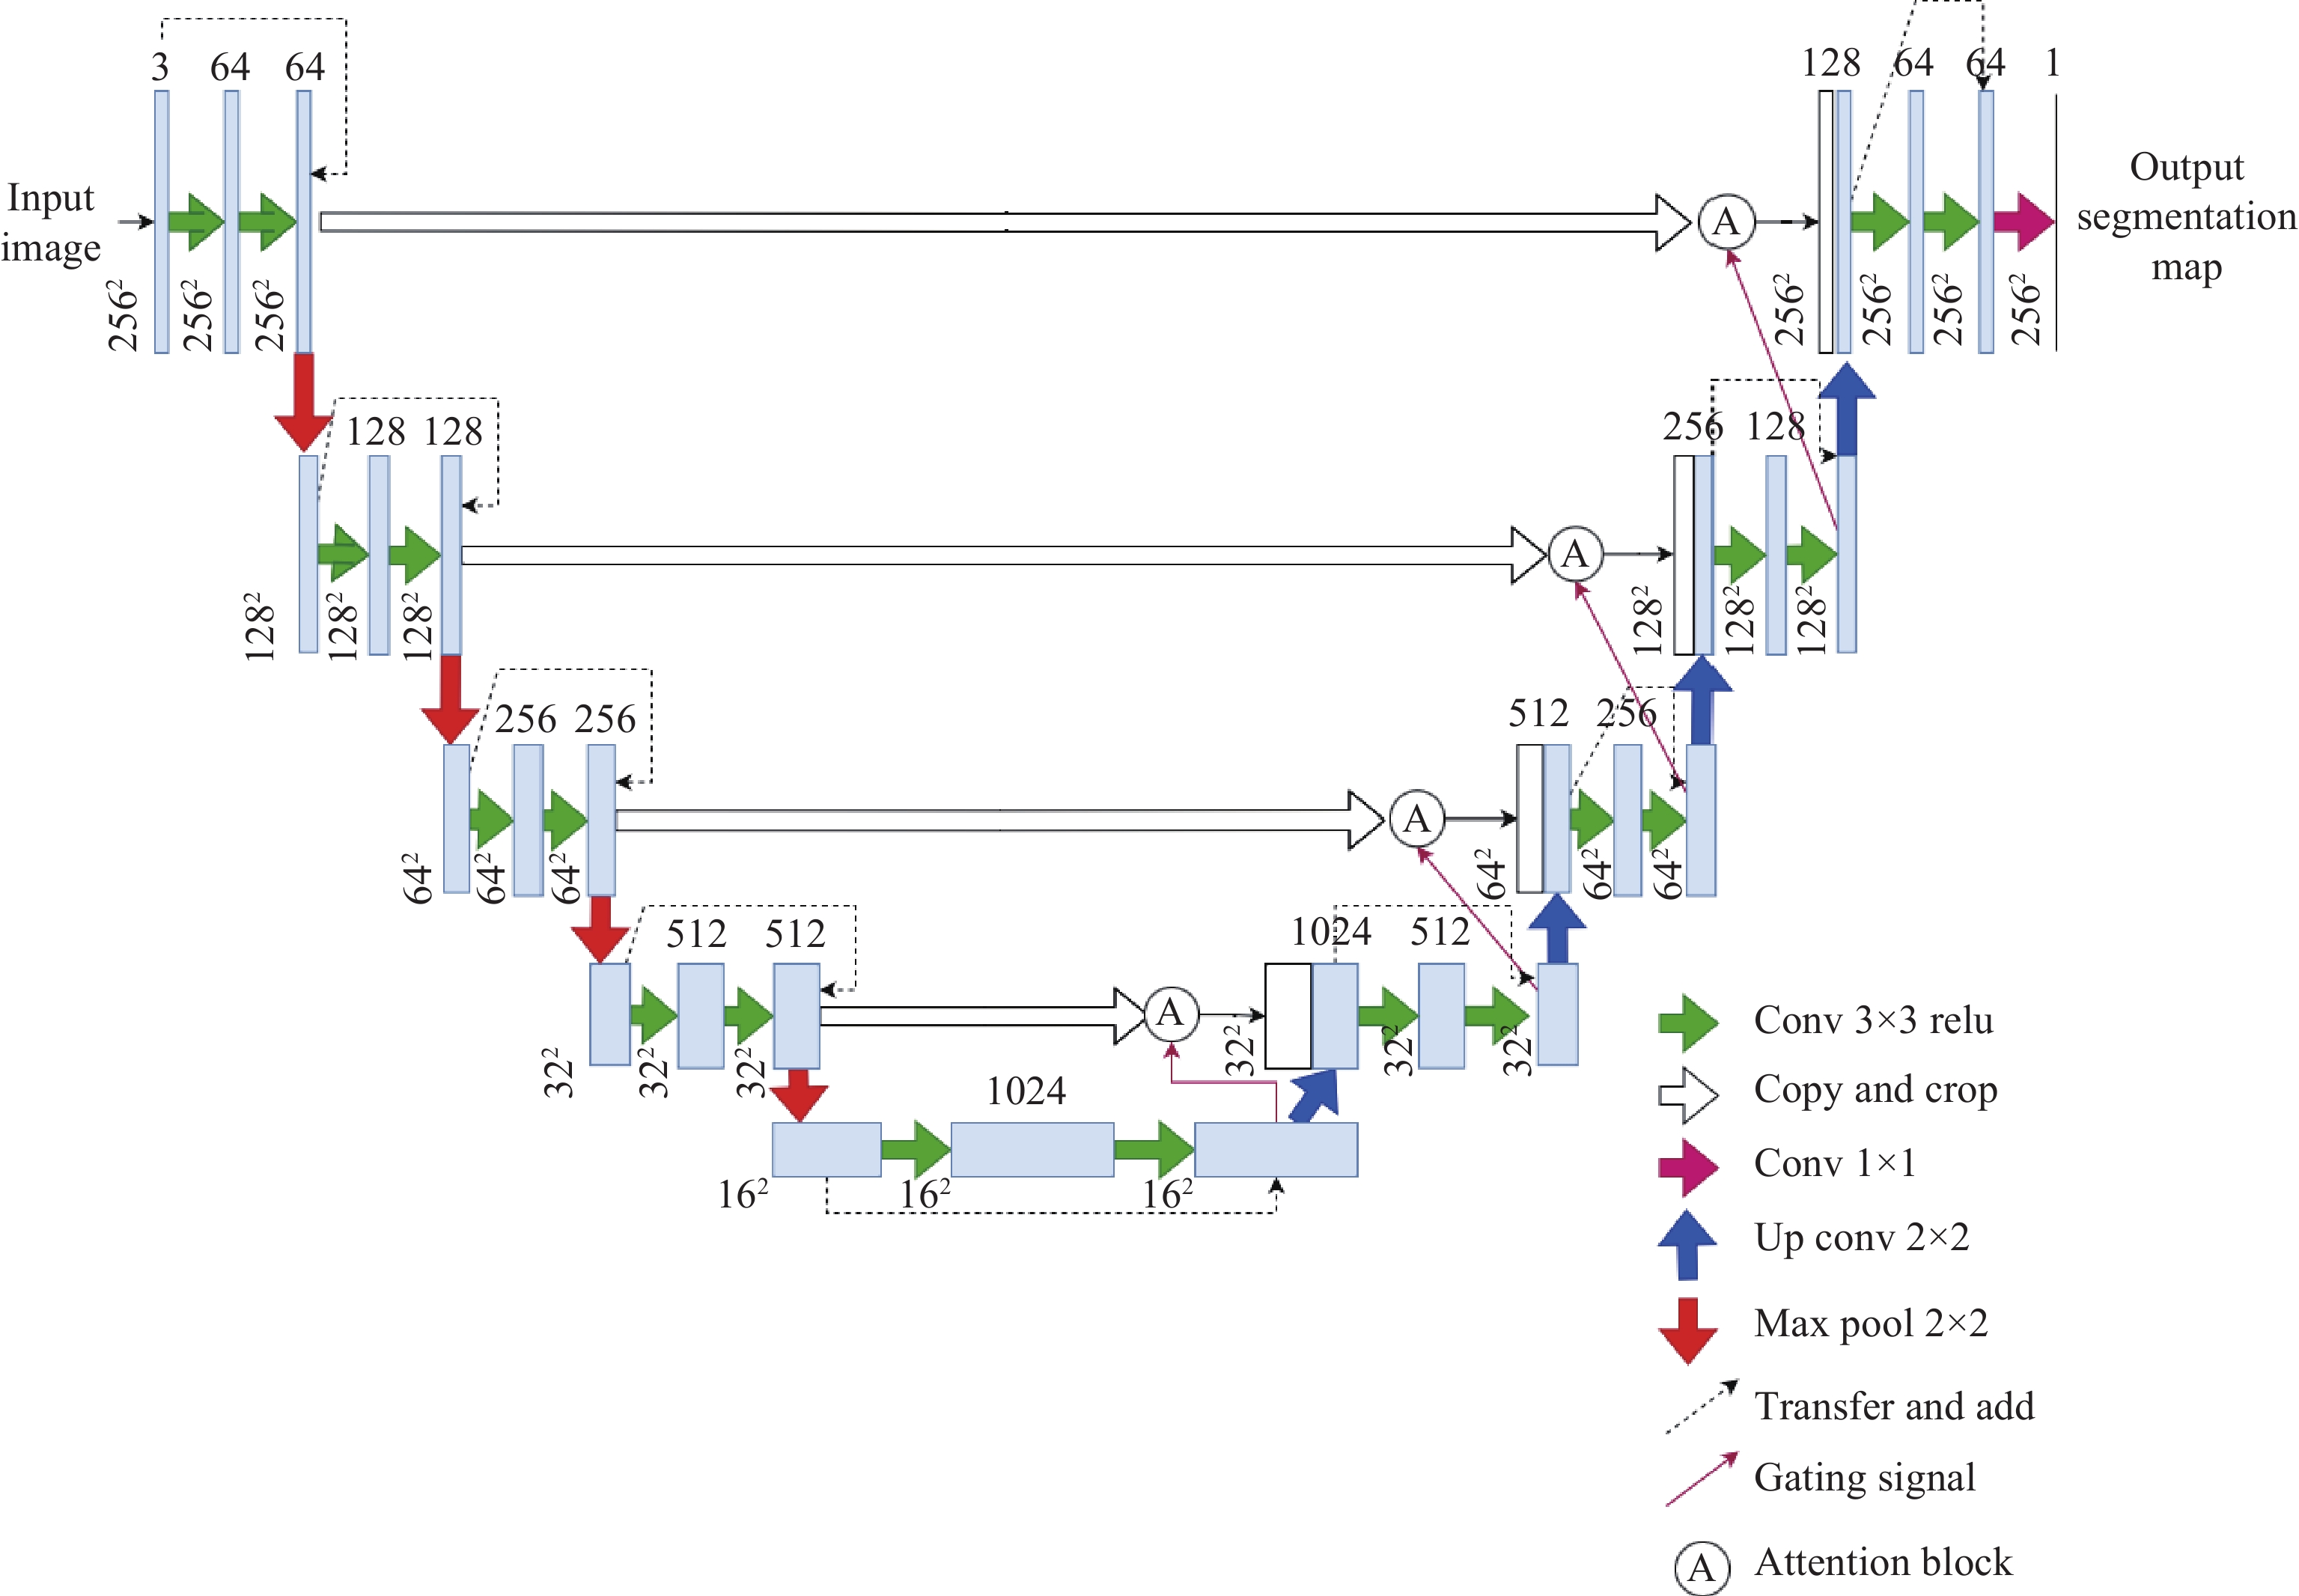 3 64 64
128 64 64 1
Input
image
Output
segmentation
map
A
256² 256² 256²
256² 256² 256² 256²
128 128
256 128
A
128² 128² 128²
128² 128² 128²
256 256
512 256
A
64² 64² 64²
64² 64² 64²
512 512
1024 512
A
32² 32² 32²
32² 32² 32²
1024
16² 16² 16²
Conv 3×3 relu
Copy and crop
Conv 1×1
Up conv 2×2
Max pool 2×2
Transfer and add
Gating signal
A Attention block